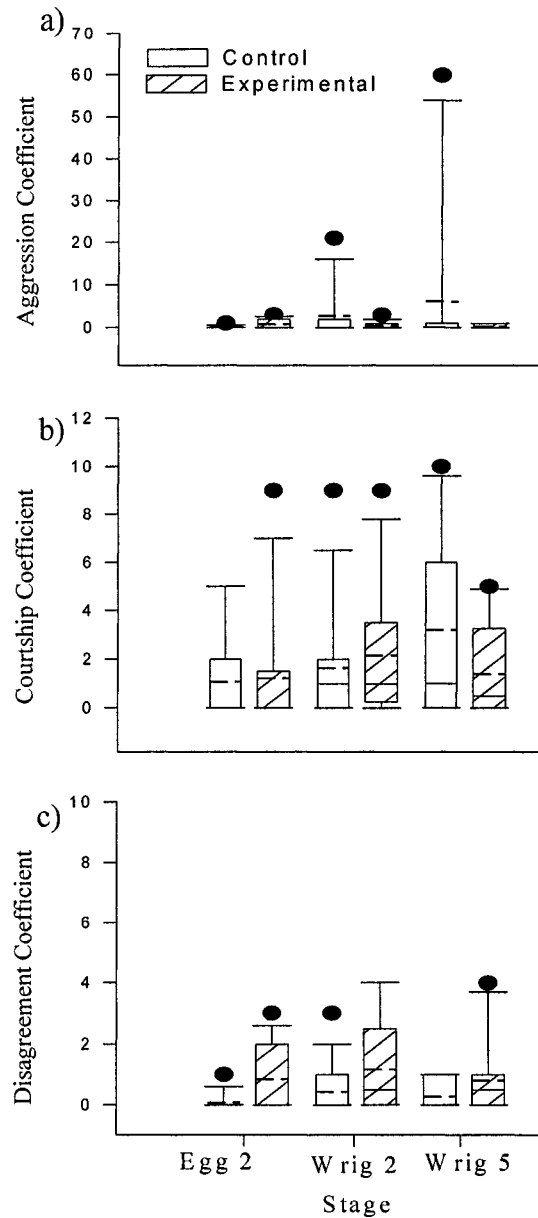 a)
70
60
50
40
30
20
10
0
Aggression Coefficient
Control
Experimental
b)
12
10
8
6
4
2
0
Courtship Coefficient
c)
10
8
6
4
2
0
Disagreement Coefficient
Egg 2
Wrig 2
Wrig 5
Stage